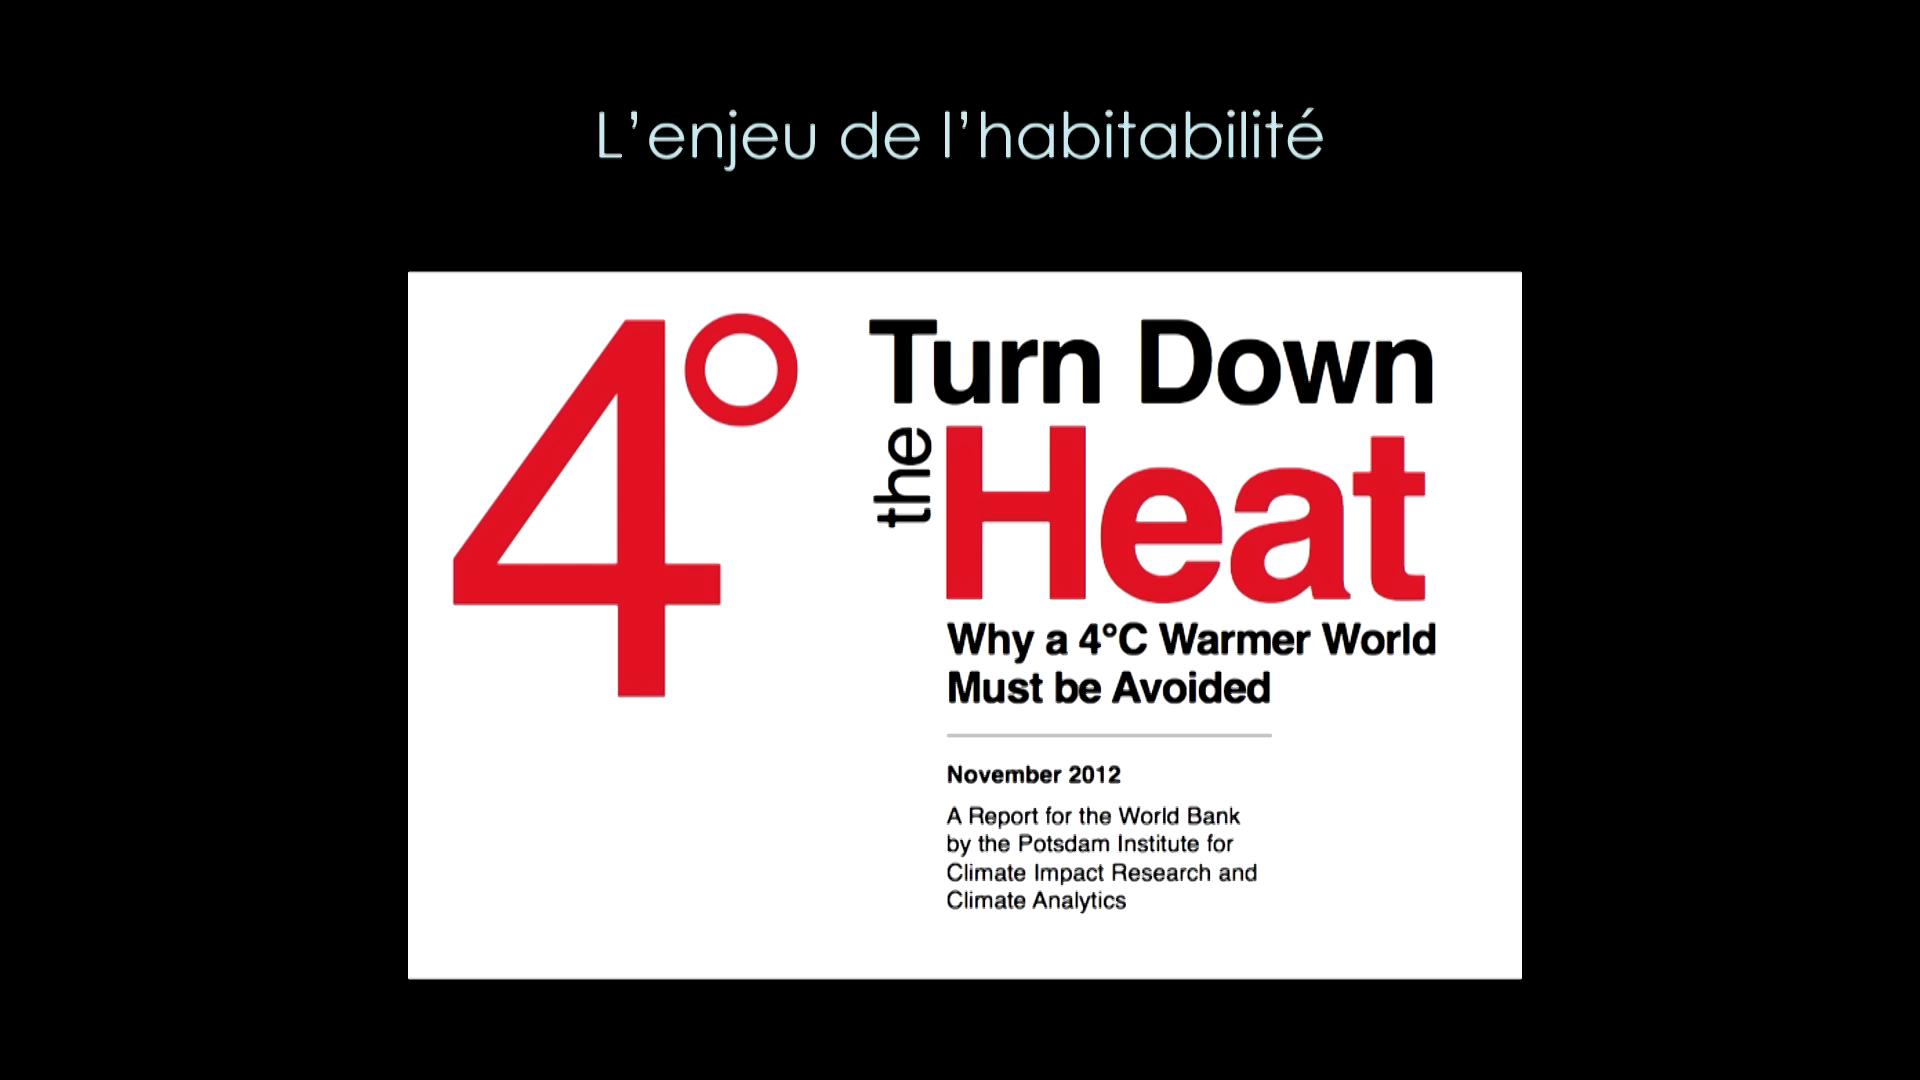 L’enjeu de l’habitabilité
4°
Turn Down
the Heat
Why a 4°C Warmer World
Must be Avoided
November 2012
A Report for the World Bank
by the Potsdam Institute for
Climate Impact Research and
Climate Analytics